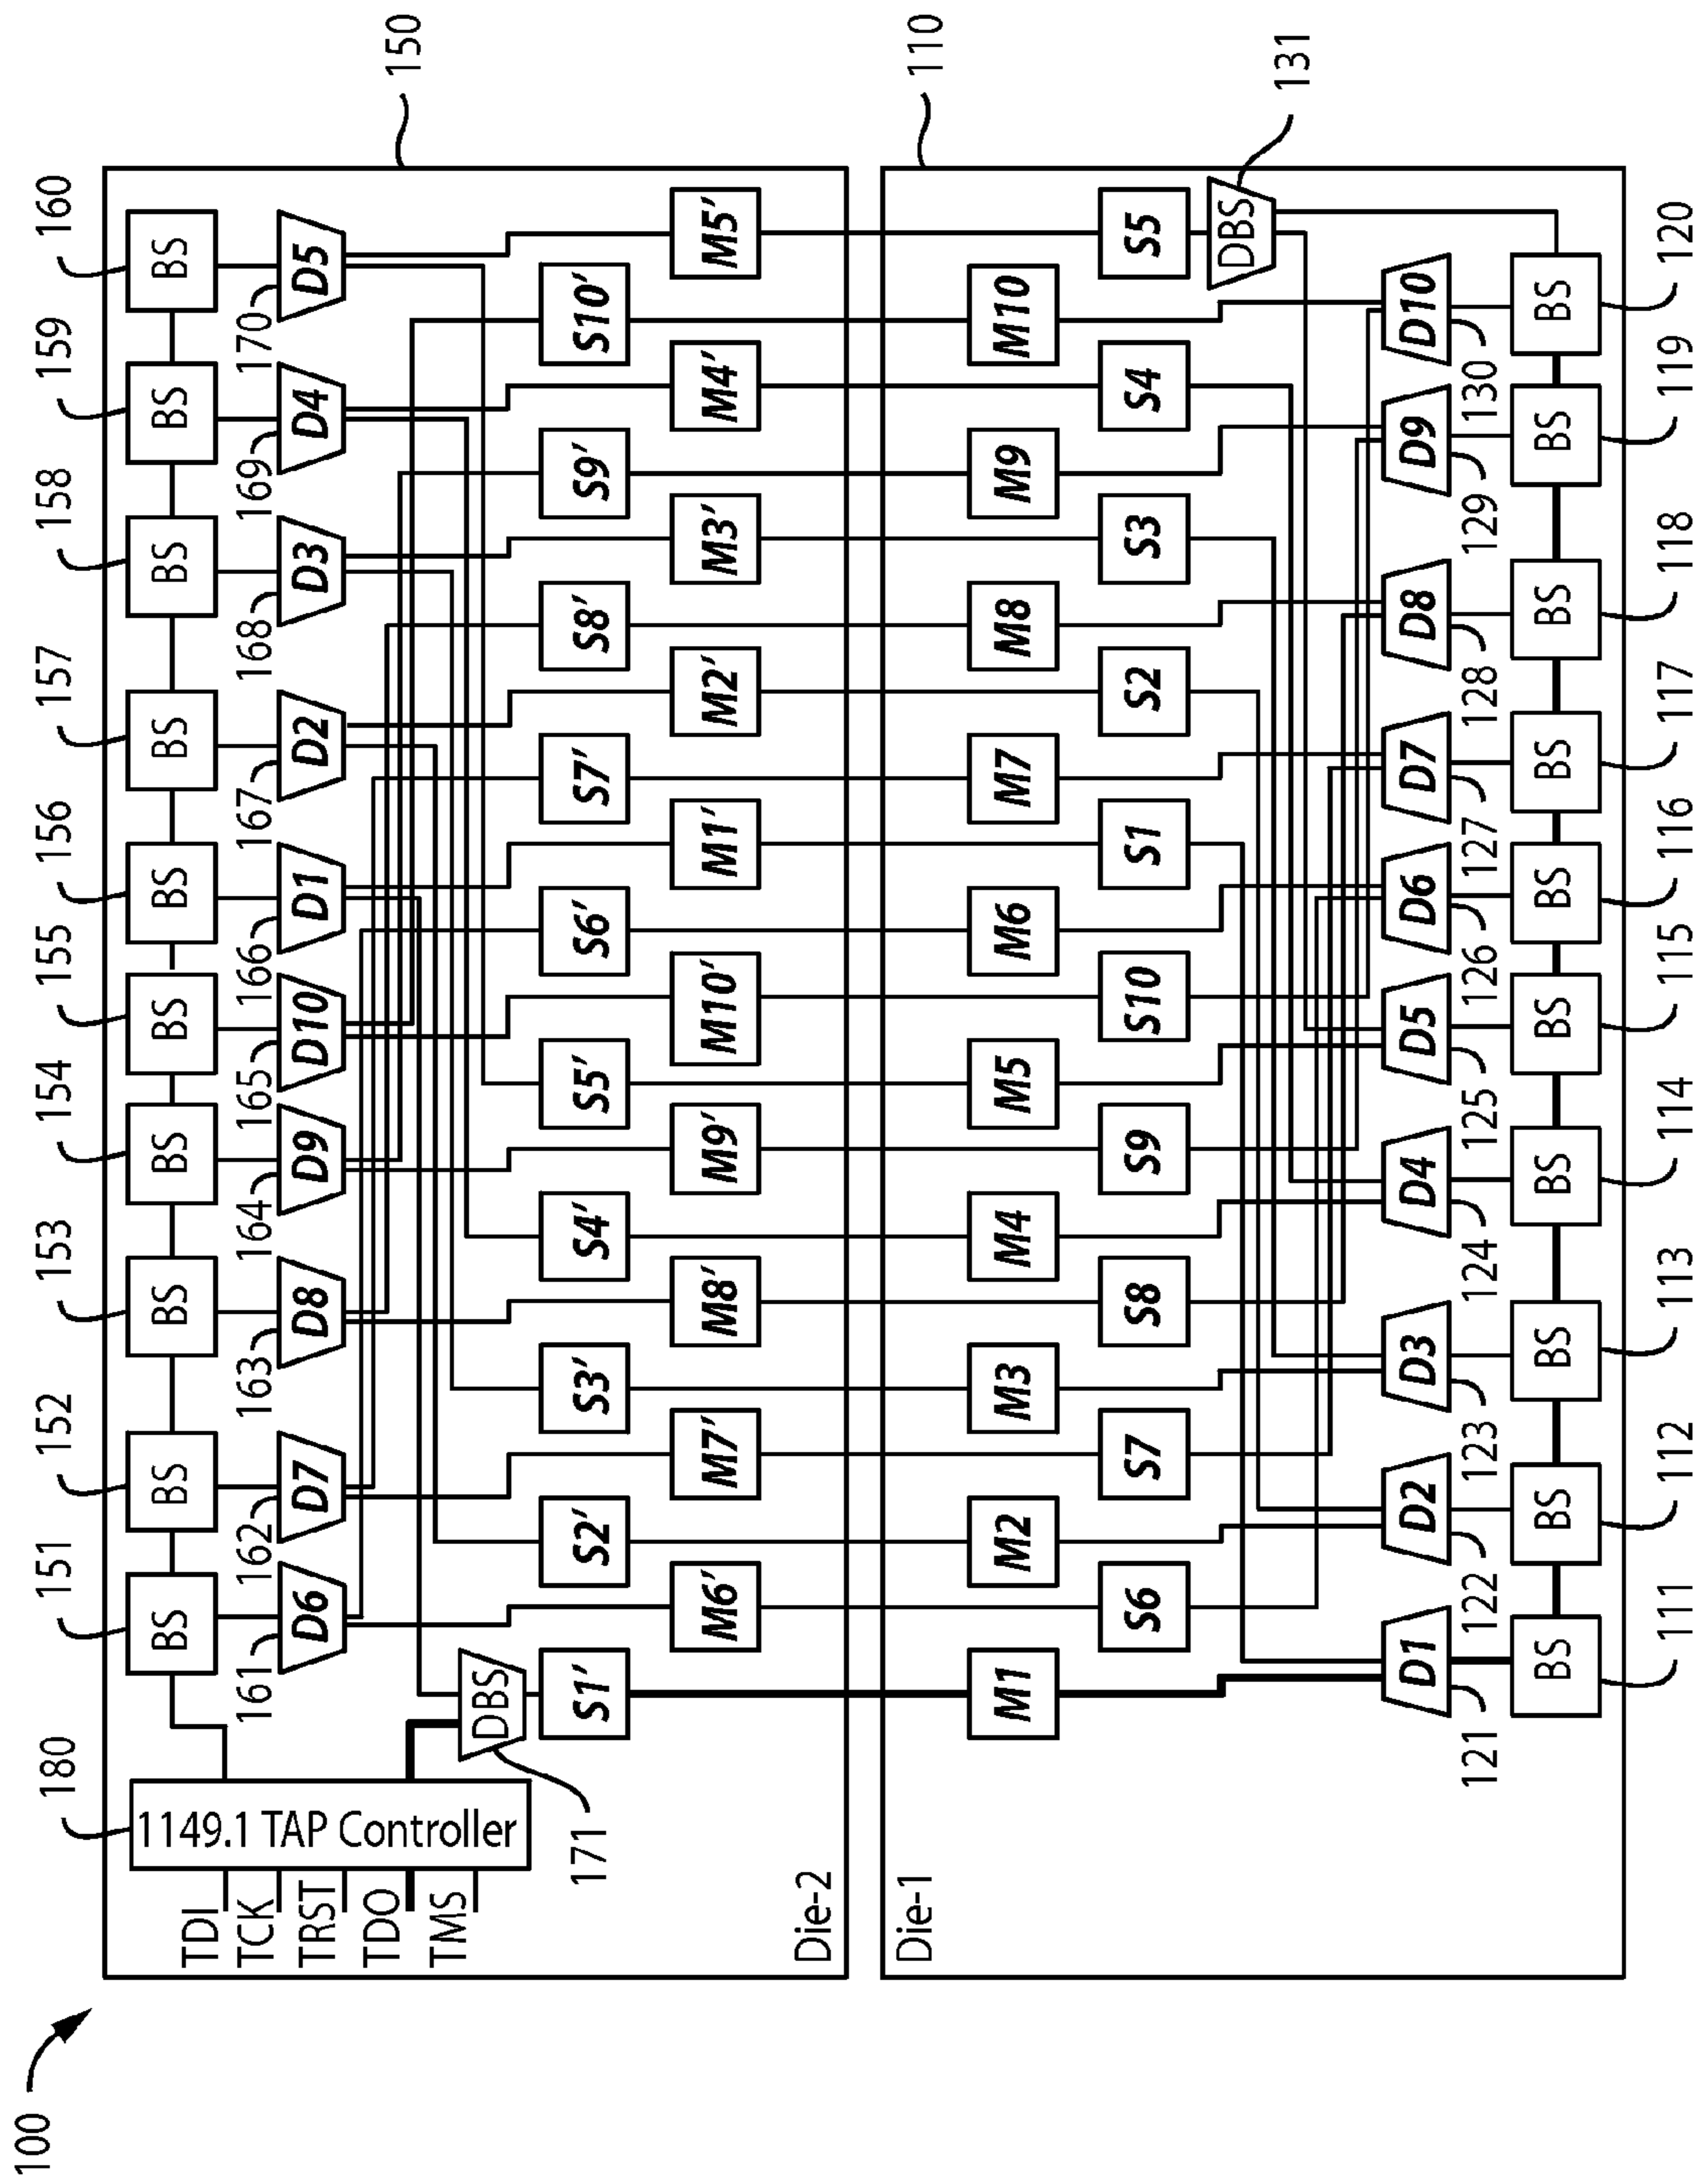 100
150
110
131
151
152
153
154
155
156
157
158
159
160
BS
BS
BS
BS
BS
BS
BS
BS
BS
BS
180
1149.1 TAP Controller
TDI
TCK
TRST
TDO
TMS
161
162
163
164
165
166
167
168
169
170
D6
D7
D8
D9
D10
D1
D2
D3
D4
D5
171
DBS
S1'
S2'
S3'
S4'
S5'
S6'
S7'
S8'
S9'
S10'
M6'
M7'
M8'
M9'
M10'
M1'
M2'
M3'
M4'
M5'
Die-2
Die-1
M1
M2
M3
M4
M5
M6
M7
M8
M9
M10
S6
S7
S8
S9
S10
S1
S2
S3
S4
S5
DBS
D1
D2
D3
D4
D5
D6
D7
D8
D9
D10
121
122
123
124
125
126
127
128
129
130
BS
BS
BS
BS
BS
BS
BS
BS
BS
BS
111
112
113
114
115
116
117
118
119
120